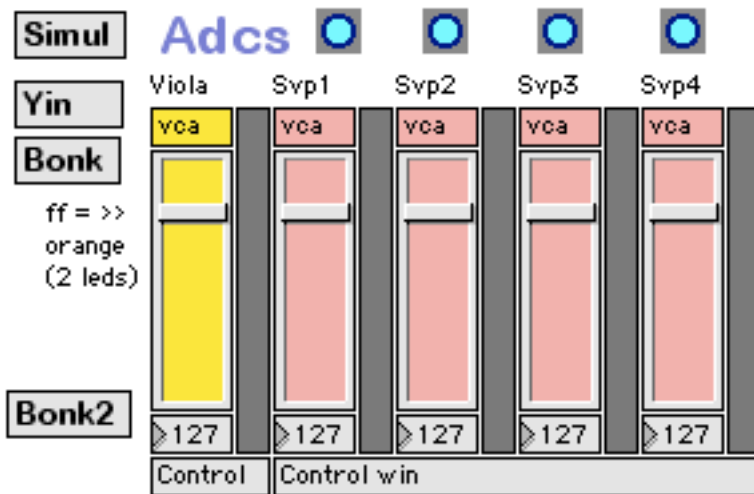 Simul
Adcs
Viola Svp1 Svp2 Svp3 Svp4
Yin
vca vca vca vca vca
Bonk
ff = >>
orange
(2 leds)
Bonk2
127 127 127 127 127
Control Control win